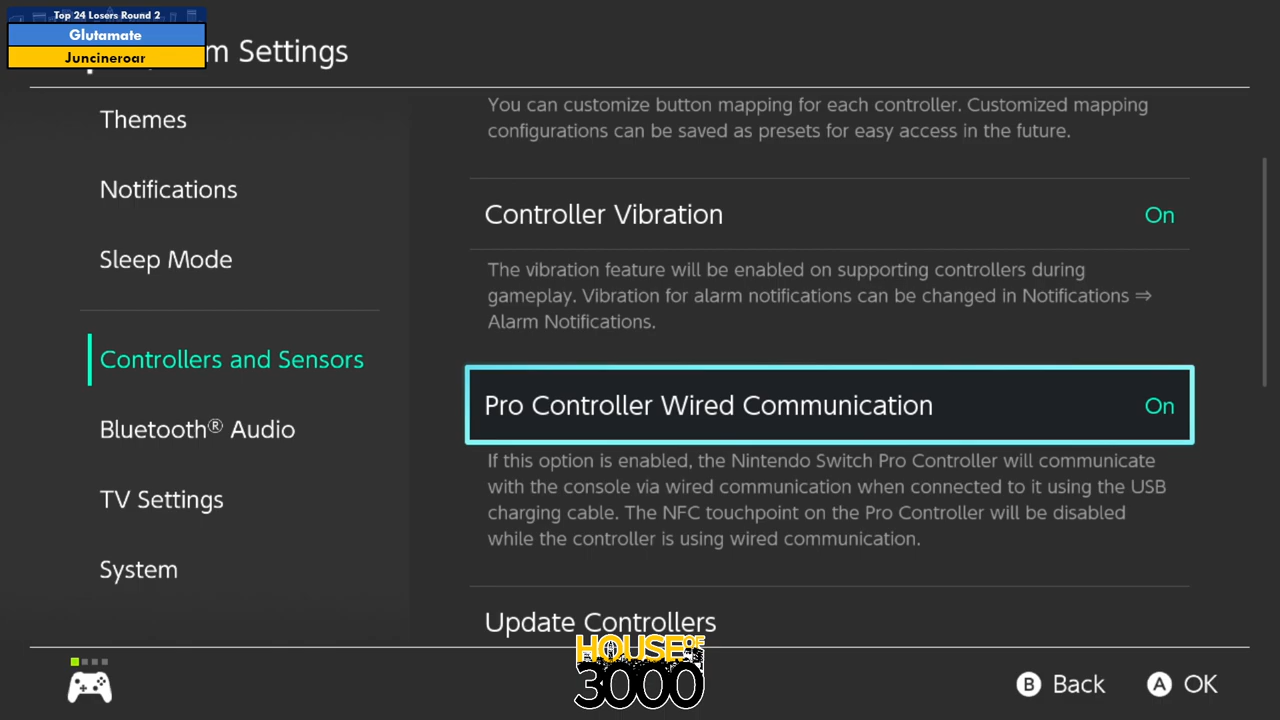 Top 24 Losers Round 2
Glutamate
Juncineroar
m Settings
Themes
Notifications
Sleep Mode
Controllers and Sensors
Bluetooth® Audio
TV Settings
System
You can customize button mapping for each controller. Customized mapping
configurations can be saved as presets for easy access in the future.
Controller Vibration On
The vibration feature will be enabled on supporting controllers during
gameplay. Vibration for alarm notifications can be changed in Notifications ⇒
Alarm Notifications.
Pro Controller Wired Communication On
If this option is enabled, the Nintendo Switch Pro Controller will communicate
with the console via wired communication when connected to it using the USB
charging cable. The NFC touchpoint on the Pro Controller will be disabled
while the controller is using wired communication.
Update Controllers
HOUSE OF
3000
B Back A OK